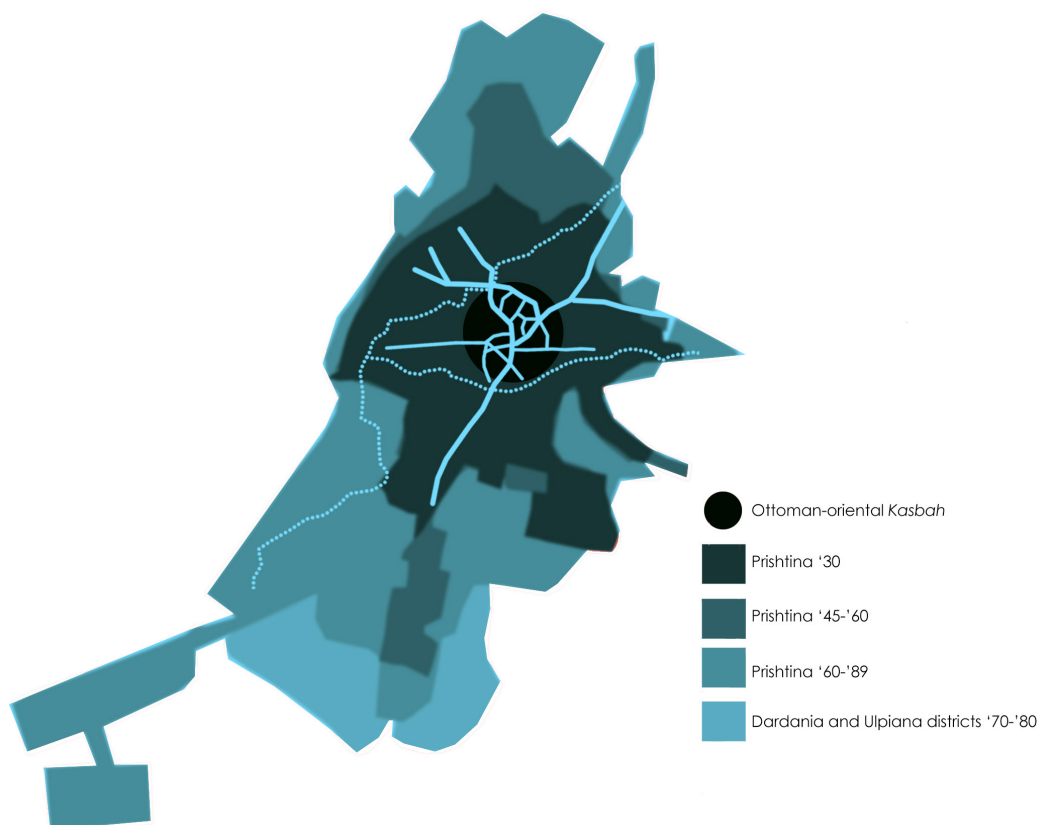 Ottoman-oriental Kasbah
Prishtina ‘30
Prishtina ‘45-’60
Prishtina ‘60-’89
Dardania and Ulpiana districts ‘70-’80